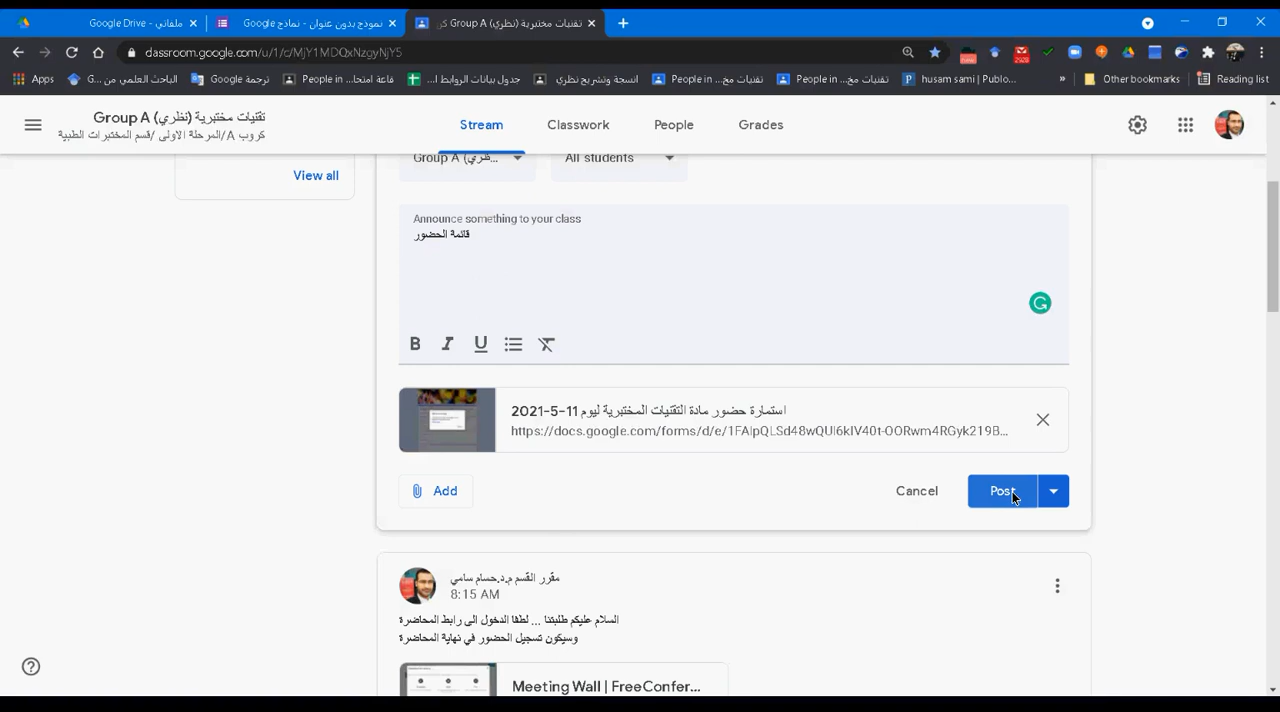 ملفاتي - Google Drive
نموذج بدون عنوان - نماذج Google
تقنيات مختبرية (نظري) Group A كر
classroom.google.com/u/1/c/MjY1MDQxNzgyNjY5
Apps
الباحث العلمي من G...
ترجمة Google
People in ...قاعة امتحا
جدول بيانات الروابط ا...
انسجة وتشريح نظري
People in ...تقنيات مخ
People in ...تقنيات مخ
husam sami | Publo...
Other bookmarks
Reading list
تقنيات مختبرية (نظري) Group A
كروب A/المرحلة الاولى /قسم المختبرات الطبية
Stream
Classwork
People
Grades
View all
Group A (نظري)...
All students
Announce something to your class
قائمة الحضور
B I U
استمارة حضور مادة التقنيات المختبرية ليوم 11-5-2021
https://docs.google.com/forms/d/e/1FAIpQLSd48wQUi6kIV40t-OORwm4RGyk219B...
Add
Cancel
Post
مقرر القسم م.د.حسام سامي
8:15 AM
السلام عليكم طلبتنا ... لطفا الدخول الى رابط المحاضرة
وسيكون تسجيل الحضور في نهاية المحاضرة
Meeting Wall | FreeConfer...